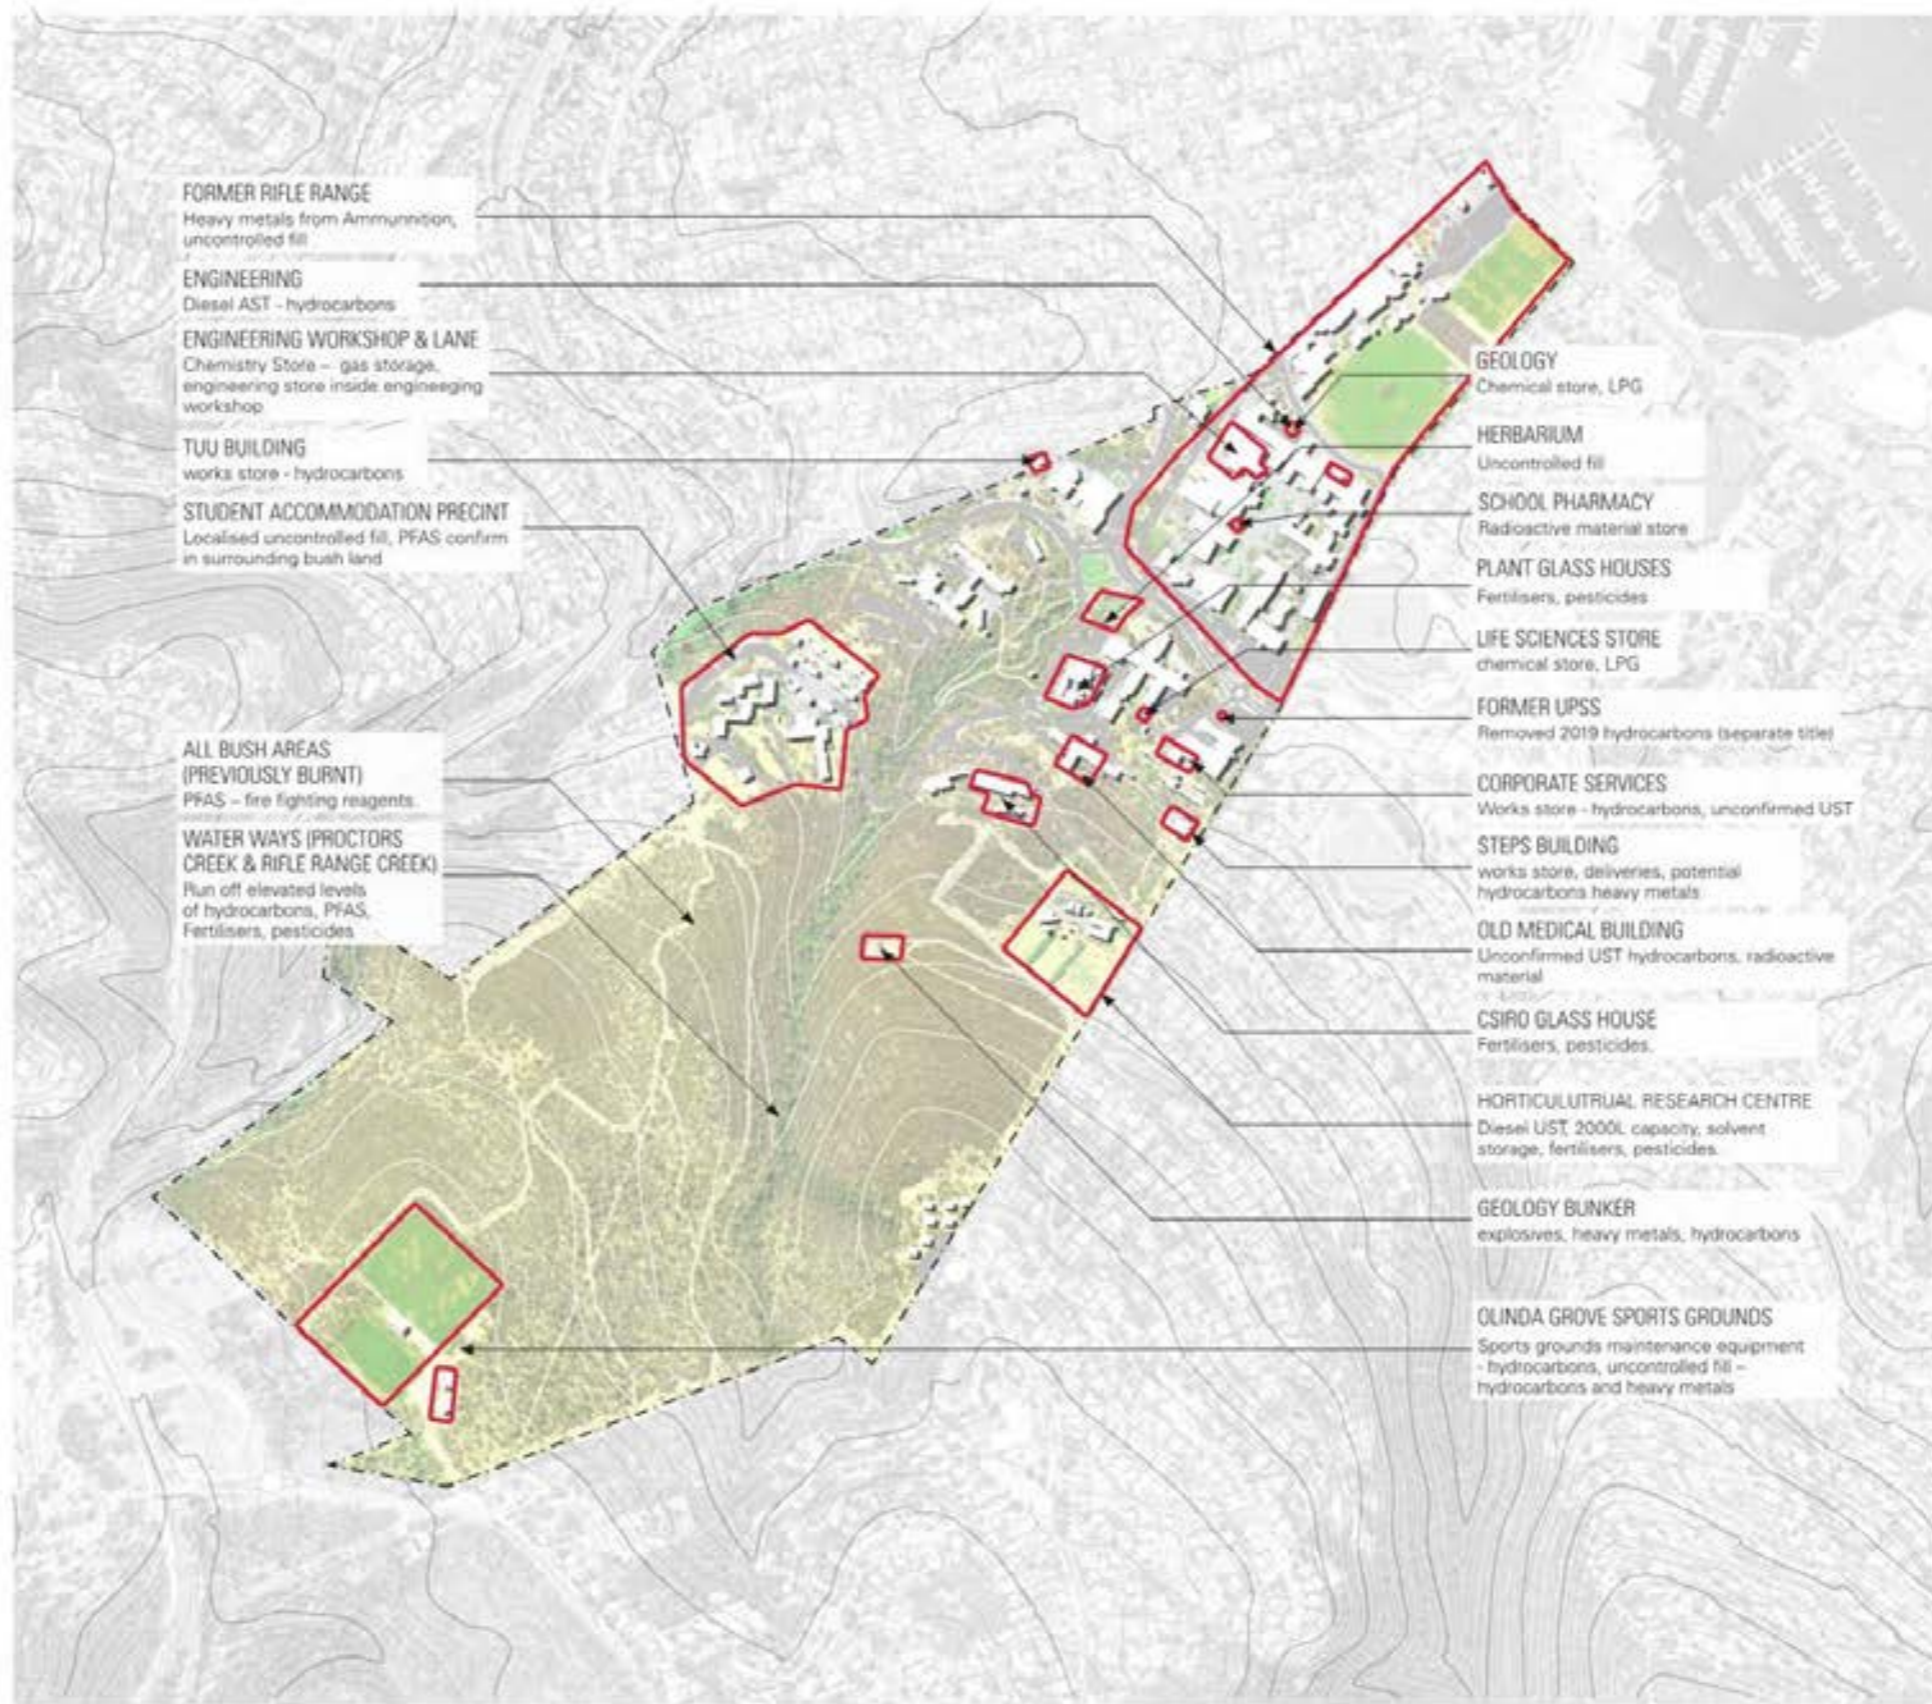 FORMER RIFLE RANGE
Heavy metals from Ammunnition,
uncontrolled fill
ENGINEERING
Diesel AST - hydrocarbons
ENGINEERING WORKSHOP & LANE
Chemistry Store – gas storage,
engineering store inside engineeging
workshop
TUU BUILDING
works store - hydrocarbons
STUDENT ACCOMMODATION PRECINT
Localised uncontrolled fill, PFAS confirm
in surrounding bush land
ALL BUSH AREAS
(PREVIOUSLY BURNT)
PFAS – fire fighting reagents.
WATER WAYS (PROCTORS
CREEK & RIFLE RANGE CREEK)
Run off elevated levels
of hydrocarbons, PFAS,
Fertilisers, pesticides
GEOLOGY
Chemical store, LPG
HERBARIUM
Uncontrolled fill
SCHOOL PHARMACY
Radioactive material store
PLANT GLASS HOUSES
Fertilisers, pesticides
LIFE SCIENCES STORE
chemical store, LPG
FORMER UPSS
Removed 2019 hydrocarbons (separate title)
CORPORATE SERVICES
Works store - hydrocarbons, unconfirmed UST
STEPS BUILDING
works store, deliveries, potential
hydrocarbons heavy metals
OLD MEDICAL BUILDING
Unconfirmed UST hydrocarbons, radioactive
material
CSIRO GLASS HOUSE
Fertilisers, pesticides.
HORTICULUTRUAL RESEARCH CENTRE
Diesel UST, 2000L capacity, solvent
storage, fertilisers, pesticides.
GEOLOGY BUNKER
explosives, heavy metals, hydrocarbons
OLINDA GROVE SPORTS GROUNDS
Sports grounds maintenance equipment
- hydrocarbons, uncontrolled fill –
hydrocarbons and heavy metals